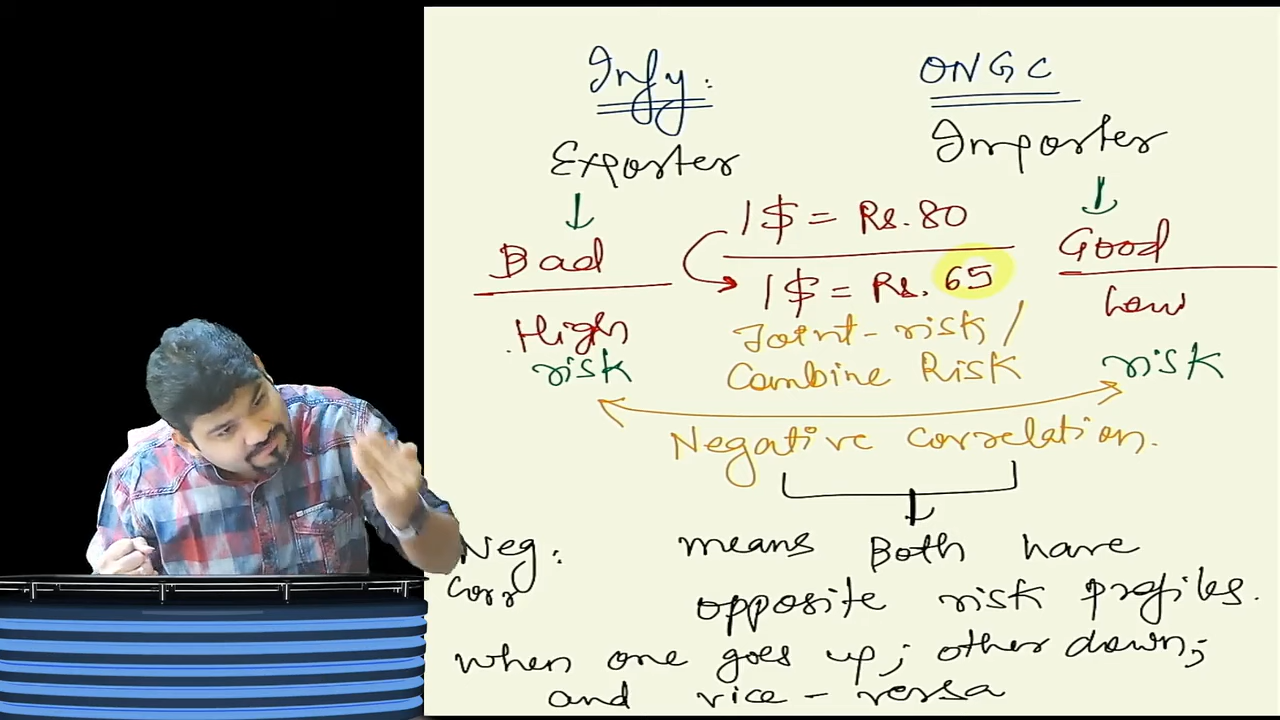 Infy: ONGC
Exporter Importer
↓ ↓
1$ = Rs. 80
Bad Good
1$ = Rs. 65
High Low
risk Joint-risk / risk
Combine Risk
Negative correlation.
Neg: means Both have
Corr opposite risk profiles.
when one goes up; other down;
and vice-versa